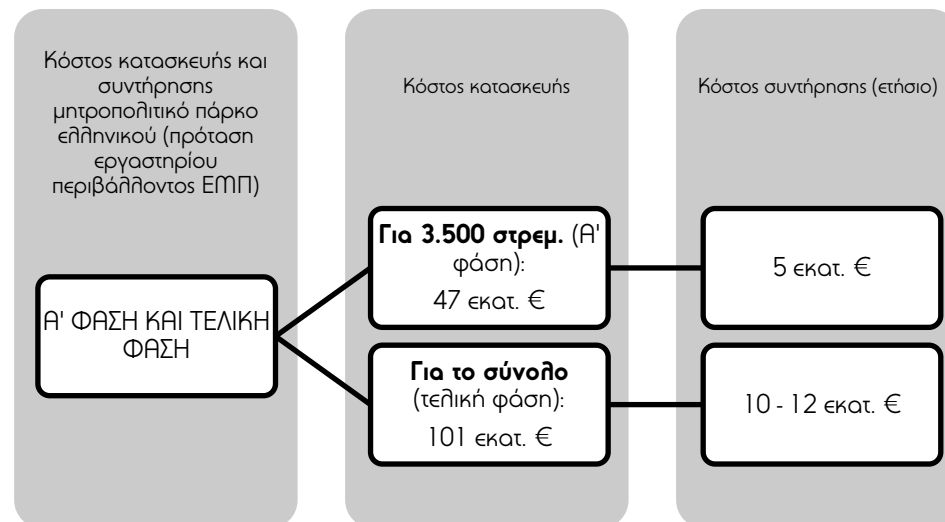 Κόστος κατασκευής και
συντήρησης
μητροπολιτικό πάρκο
ελληνικού (πρόταση
εργαστηρίου
περιβάλλοντος ΕΜΠ)
Α' ΦΑΣΗ ΚΑΙ ΤΕΛΙΚΗ
ΦΑΣΗ
Κόστος κατασκευής
Για 3.500 στρεμ. (Α'
φάση):
47 εκατ. €
Για το σύνολο
(τελική φάση):
101 εκατ. €
Κόστος συντήρησης (ετήσιο)
5 εκατ. €
10 - 12 εκατ. €